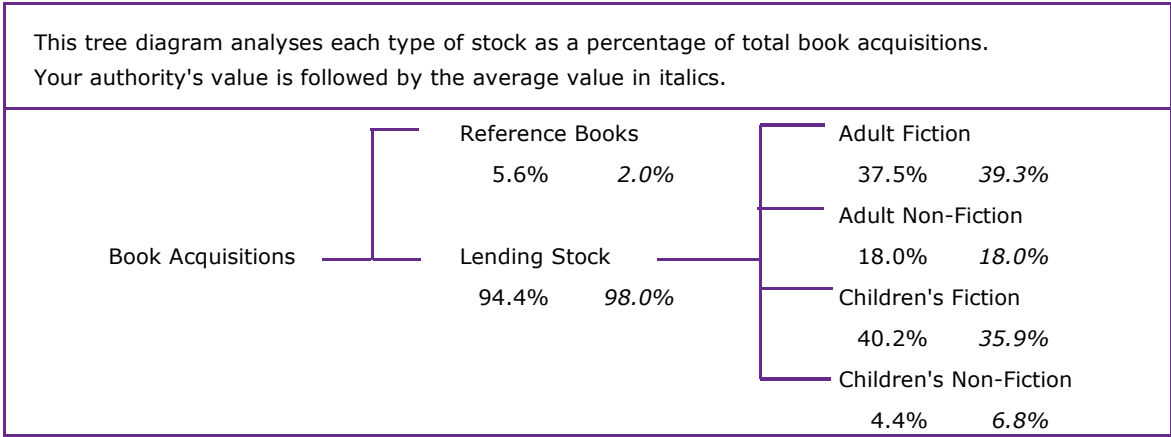 This tree diagram analyses each type of stock as a percentage of total book acquisitions.
Your authority's value is followed by the average value in italics.
Reference Books
5.6% 2.0%
Book Acquisitions
Lending Stock
94.4% 98.0%
Adult Fiction
37.5% 39.3%
Adult Non-Fiction
18.0% 18.0%
Children's Fiction
40.2% 35.9%
Children's Non-Fiction
4.4% 6.8%